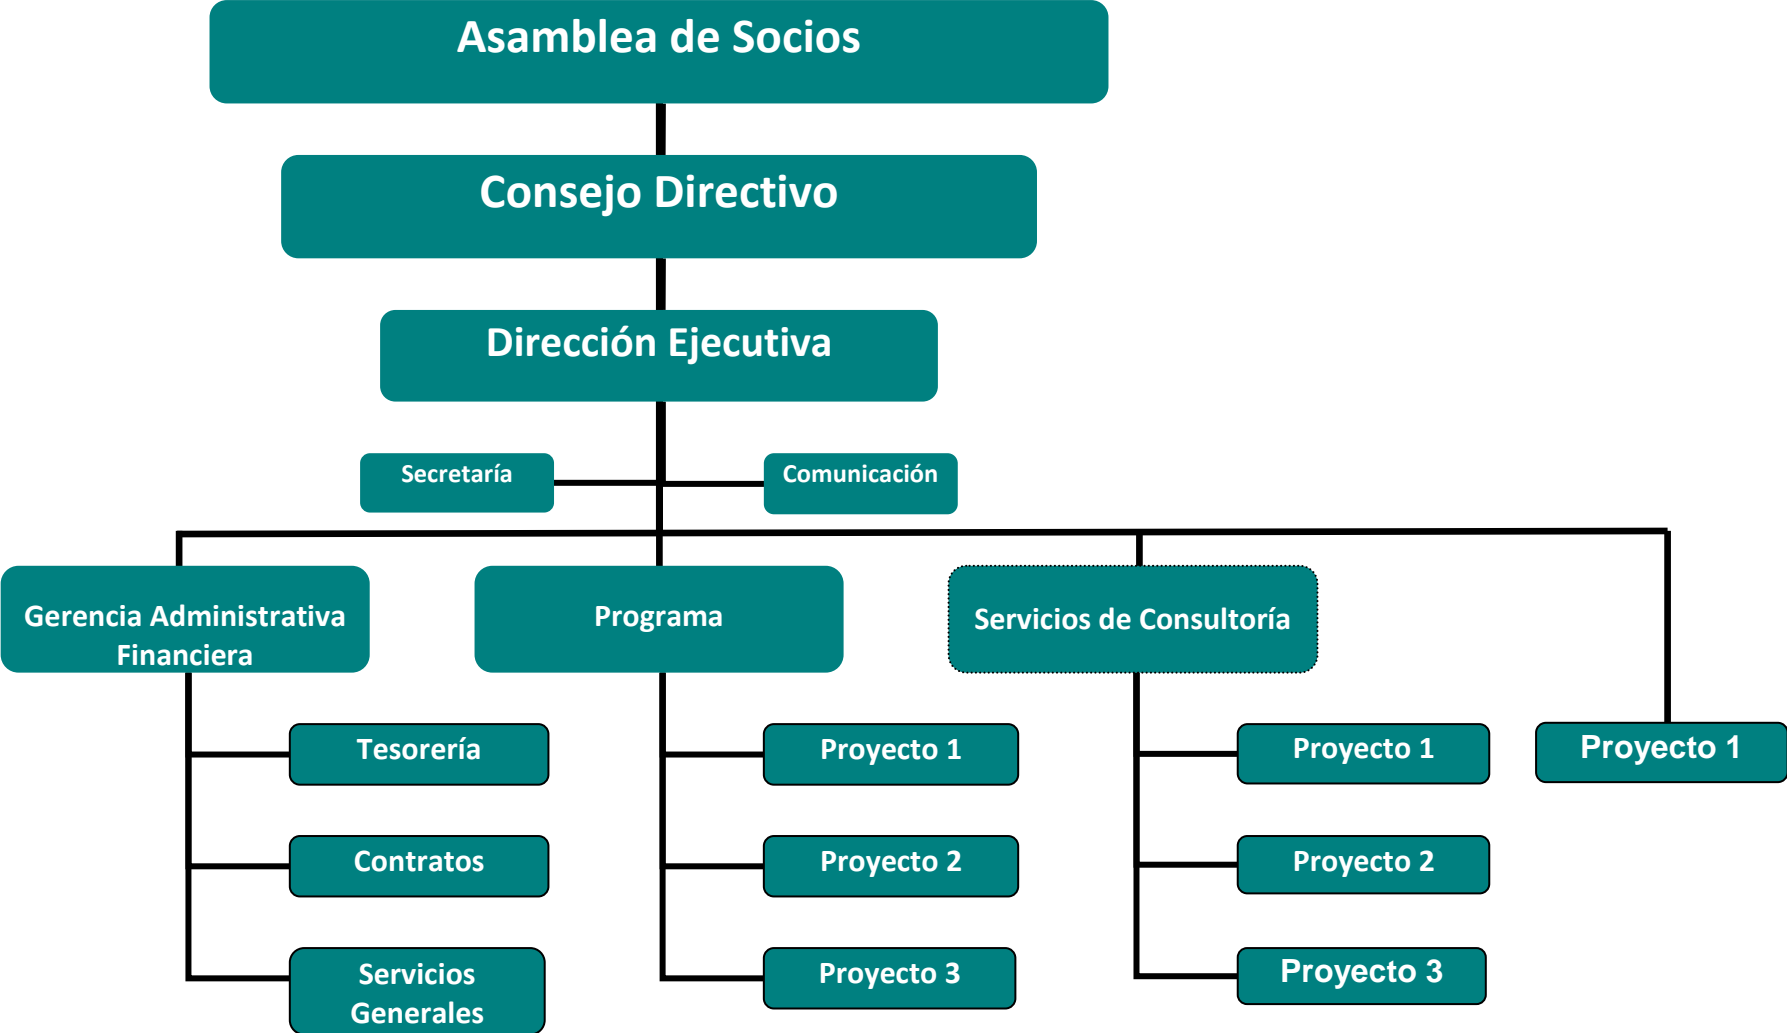 Asamblea de Socios
Consejo Directivo
Dirección Ejecutiva
Secretaría
Comunicación
Gerencia Administrativa
Financiera
Programa
Servicios de Consultoría
Tesorería
Proyecto 1
Proyecto 1
Proyecto 1
Contratos
Proyecto 2
Proyecto 2
Servicios
Generales
Proyecto 3
Proyecto 3